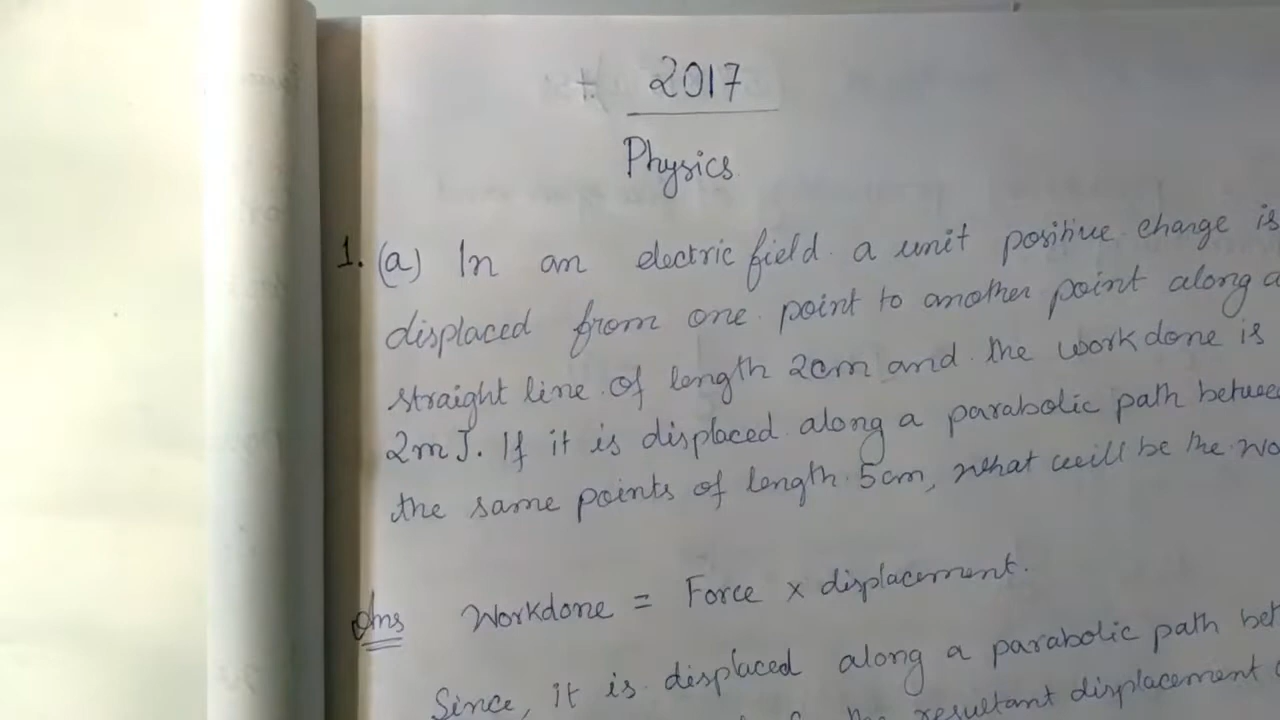 2017
Physics.
1. (a) In an electric field a unit positive charge is
displaced from one point to another point along a
straight line of length 2cm and the workdone is
2mJ. If it is displaced along a parabolic path
the same points of length 5cm, what will be the
Ans Workdone = Force x displacement.
Since, it is displaced along a parabolic path
the resultant displacement